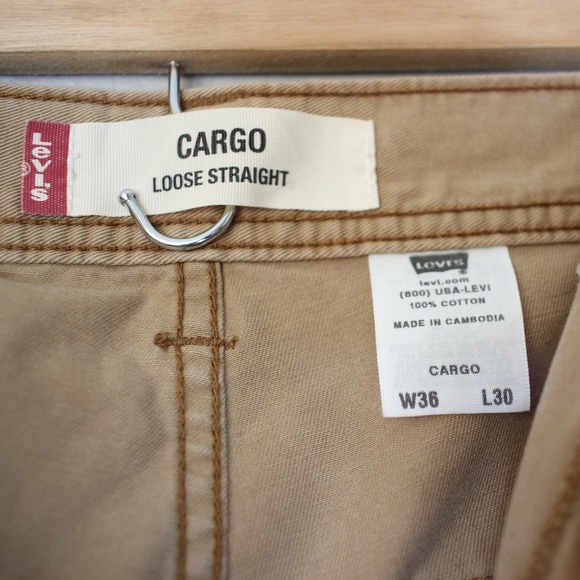 Levi's
®
CARGO
LOOSE STRAIGHT
LEVI'S
®
levi.com
(800) USA-LEVI
100% COTTON
MADE IN CAMBODIA
CARGO
W36 L30